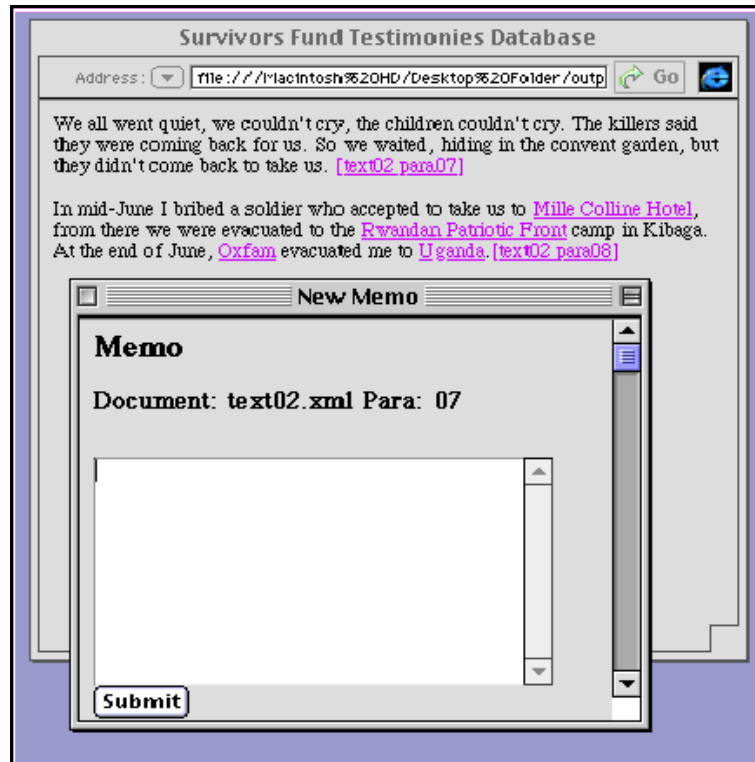 Survivors Fund Testimonies Database
Address: file:///Macintosh%20HD/Desktop%20Folder/outp Go
We all went quiet, we couldn't cry, the children couldn't cry. The killers said
they were coming back for us. So we waited, hiding in the convent garden, but
they didn't come back to take us. [text02 para07]
In mid-June I bribed a soldier who accepted to take us to Mille Colline Hotel,
from there we were evacuated to the Rwandan Patriotic Front camp in Kibaga.
At the end of June, Oxfam evacuated me to Uganda.[text02 para08]
New Memo
Memo
Document: text02.xml Para: 07
Submit